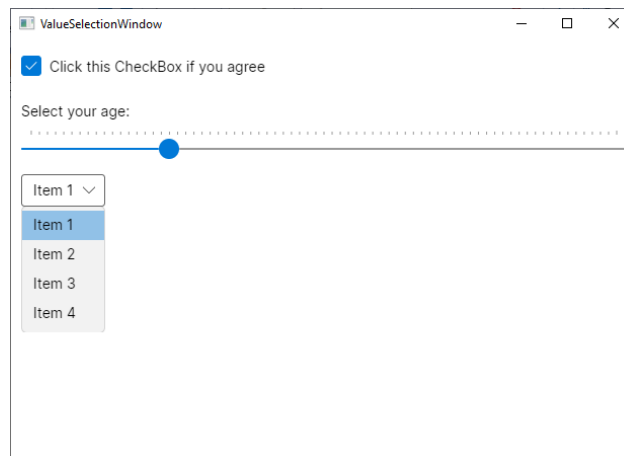 ValueSelectionWindow
Click this CheckBox if you agree
Select your age:
Item 1
Item 1
Item 2
Item 3
Item 4